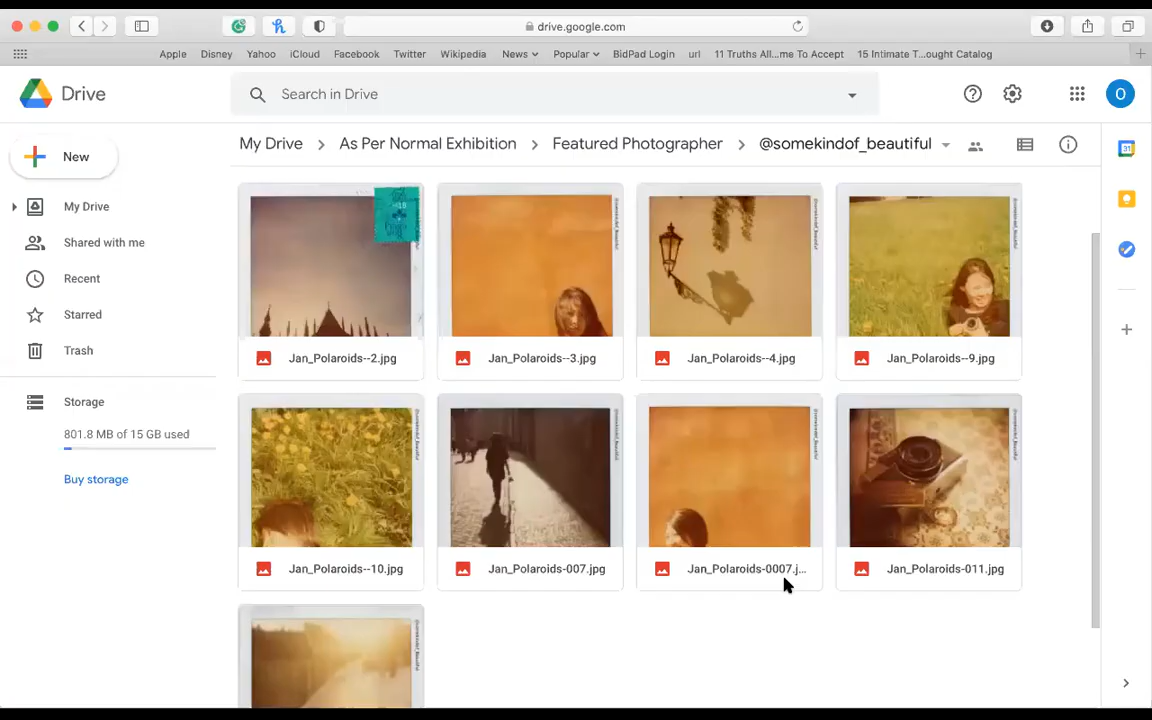 drive.google.com
Apple Disney Yahoo iCloud Facebook Twitter Wikipedia News Popular BidPad Login url 11 Truths All...me To Accept 15 Intimate T...ought Catalog
Drive
Search in Drive
O
New
My Drive > As Per Normal Exhibition > Featured Photographer > @somekindof_beautiful
31
My Drive
Shared with me
Recent
Starred
Trash
Storage
801.8 MB of 15 GB used
Buy storage
Jan_Polaroids--2.jpg
Jan_Polaroids--3.jpg
Jan_Polaroids--4.jpg
Jan_Polaroids--9.jpg
Jan_Polaroids--10.jpg
Jan_Polaroids-007.jpg
Jan_Polaroids-0007.j...
Jan_Polaroids-011.jpg